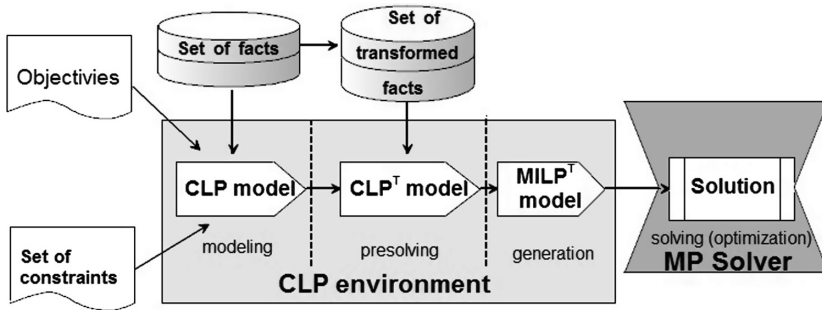 Set of facts
Set of
transformed
facts
Objectivies
CLP model
CLPᵀ model
MILPᵀ
model
Solution
modeling
presolving
generation
solving (optimization)
MP Solver
Set of
constraints
CLP environment